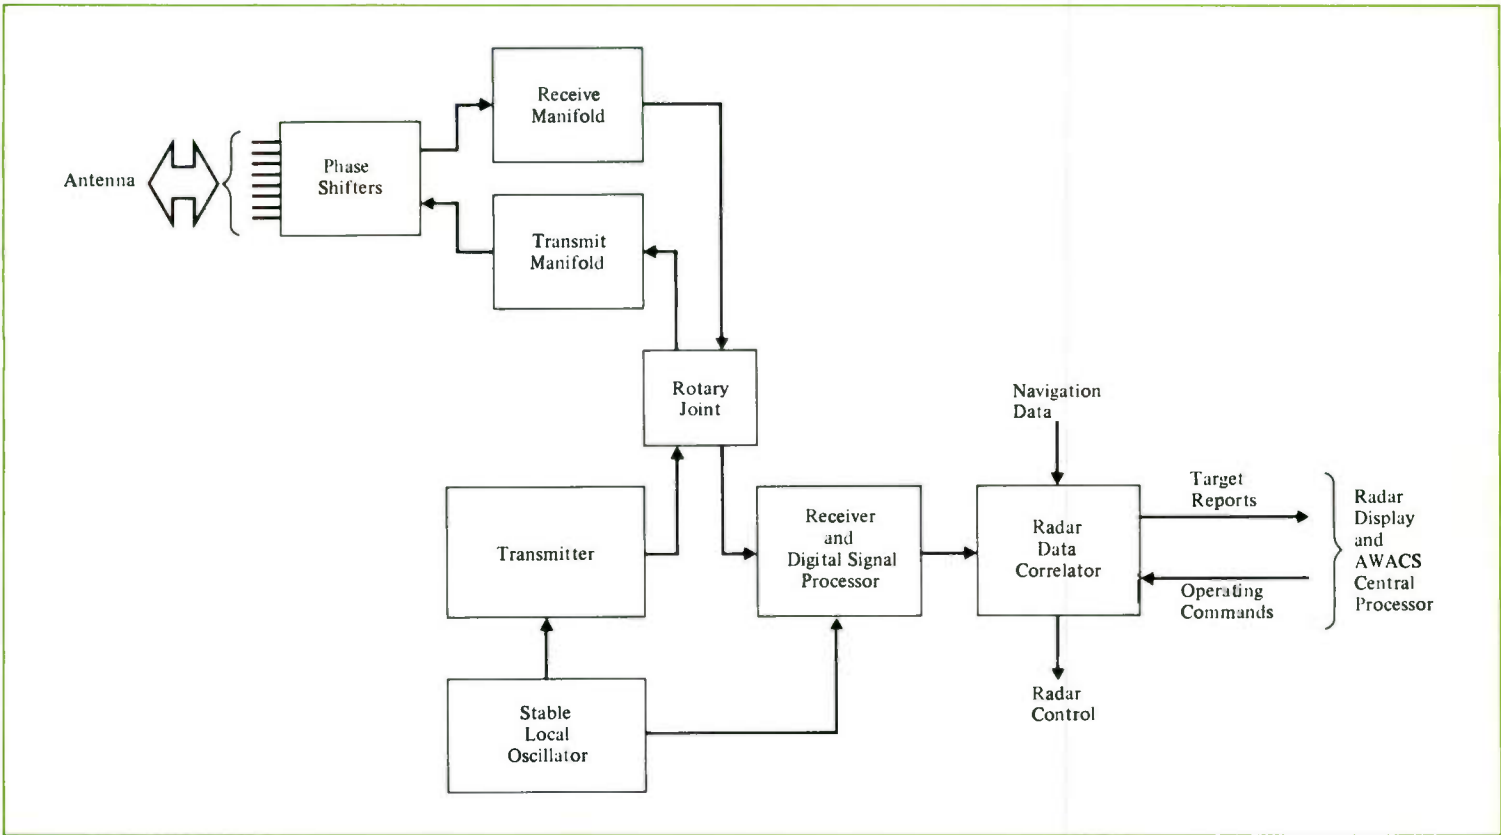 Receive
Manifold
Antenna
Phase
Shifters
Transmit
Manifold
Rotary
Joint
Navigation
Data
Transmitter
Receiver
and
Digital Signal
Processor
Radar
Data
Correlator
Target
Reports
Operating
Commands
Radar
Display
and
AWACS
Central
Processor
Stable
Local
Oscillator
Radar
Control